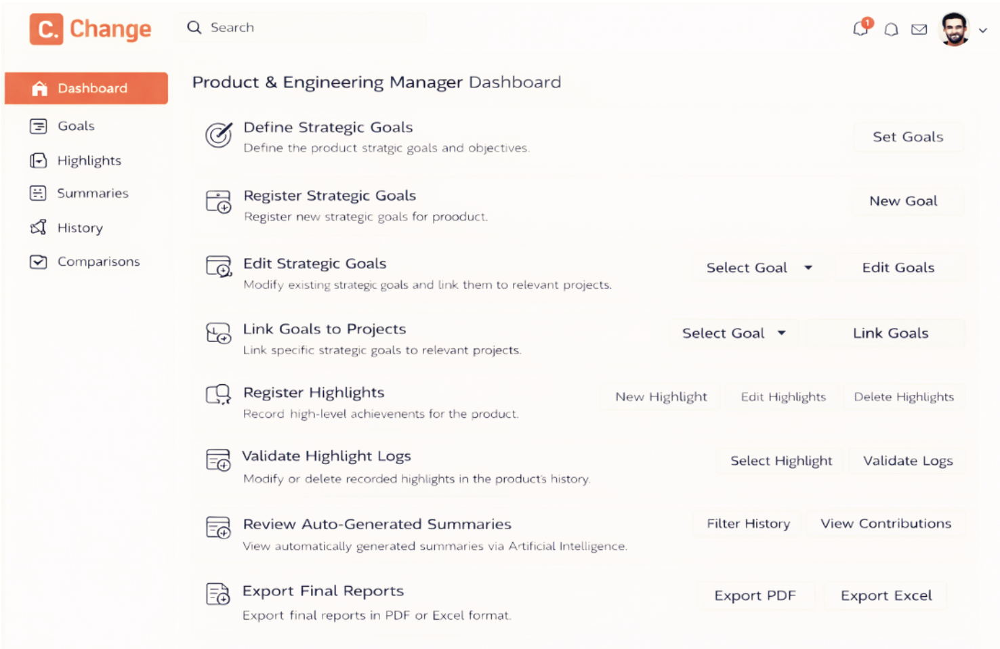 C. Change
Search
1
Dashboard
Goals
Highlights
Summaries
History
Comparisons
Product & Engineering Manager Dashboard
Define Strategic Goals
Define the product stratgic goals and objectives.
Set Goals
Register Strategic Goals
Register new strategic goals for prooduct.
New Goal
Edit Strategic Goals
Modify existing strategic goals and link them to relevant projects.
Select Goal
Edit Goals
Link Goals to Projects
Link specific strategic goals to relevant projects.
Select Goal
Link Goals
Register Highlights
Record high-level achievenents for the product.
New Highlight
Edit Highlights
Delete Highlights
Validate Highlight Logs
Modify or delete recorded highlights in the product's history.
Select Highlight
Validate Logs
Review Auto-Generated Summaries
View automatically generated summaries via Artificial Intelligence.
Filter History
View Contributions
Export Final Reports
Export final reports in PDF or Excel format.
Export PDF
Export Excel